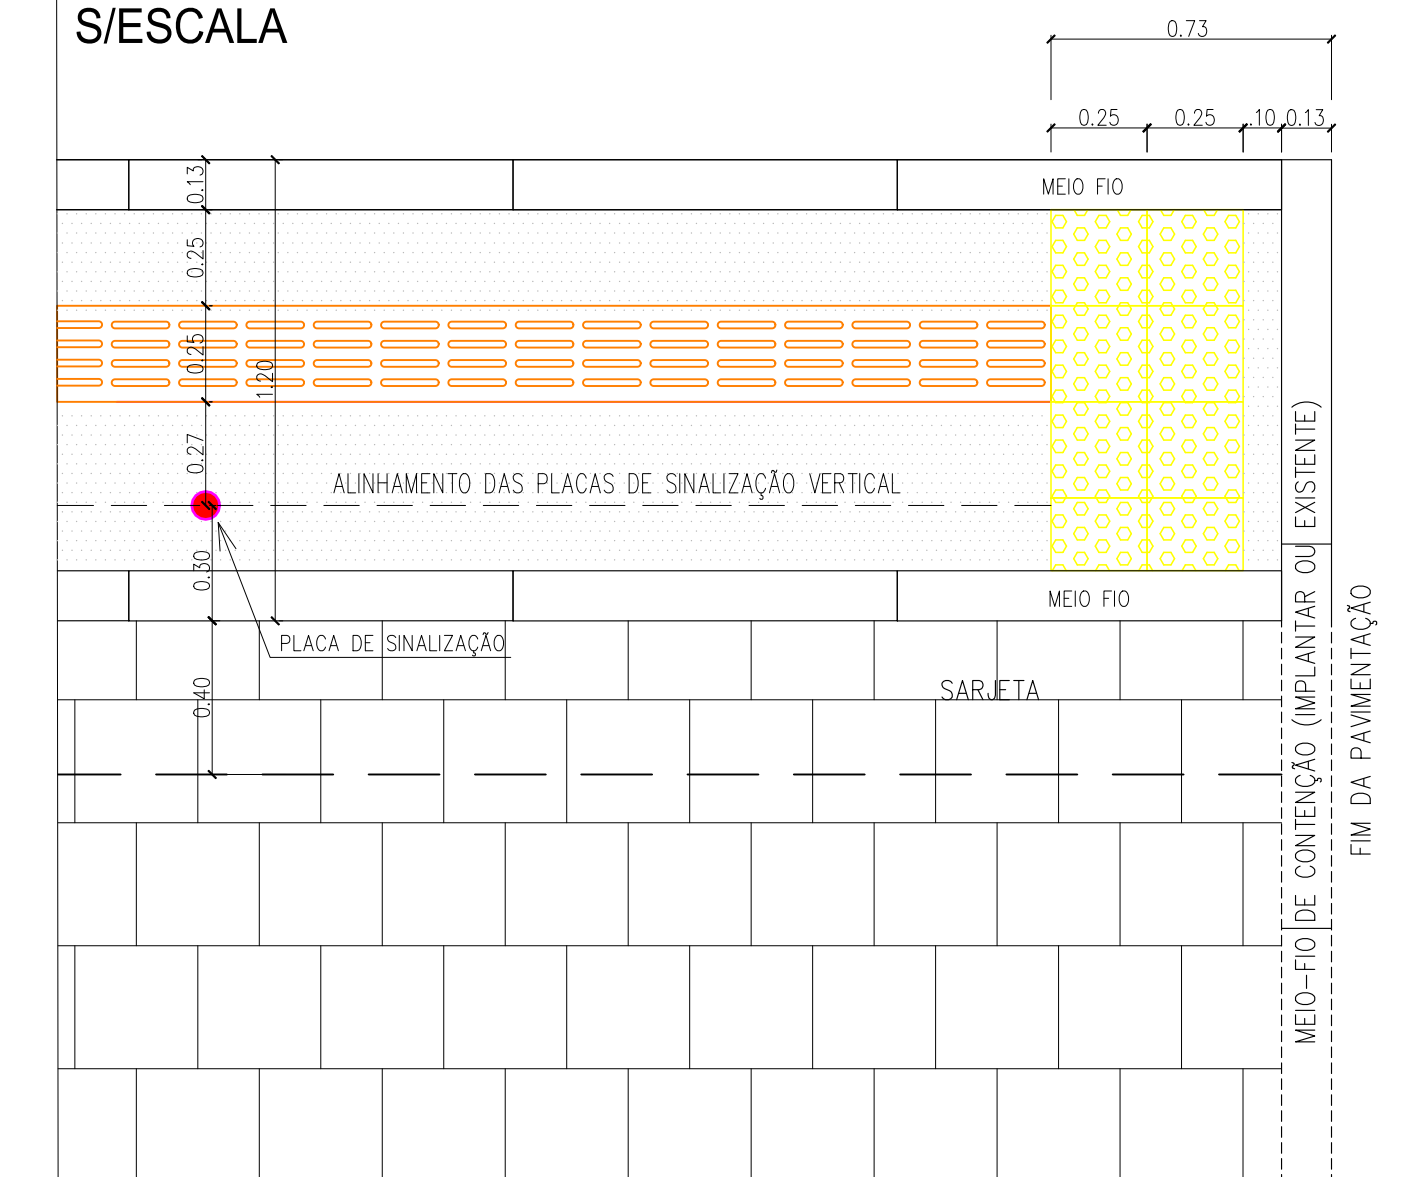 S/ESCALA
0.73
0.25
0.25
.10
0.13
0.13
MEIO FIO
0.25
0.25
1.20
0.27
ALINHAMENTO DAS PLACAS DE SINALIZAÇÃO VERTICAL
0.30
MEIO FIO
PLACA DE SINALIZAÇÃO
0.40
SARJETA
MEIO-FIO DE CONTENÇÃO (IMPLANTAR OU EXISTENTE)
FIM DA PAVIMENTAÇÃO